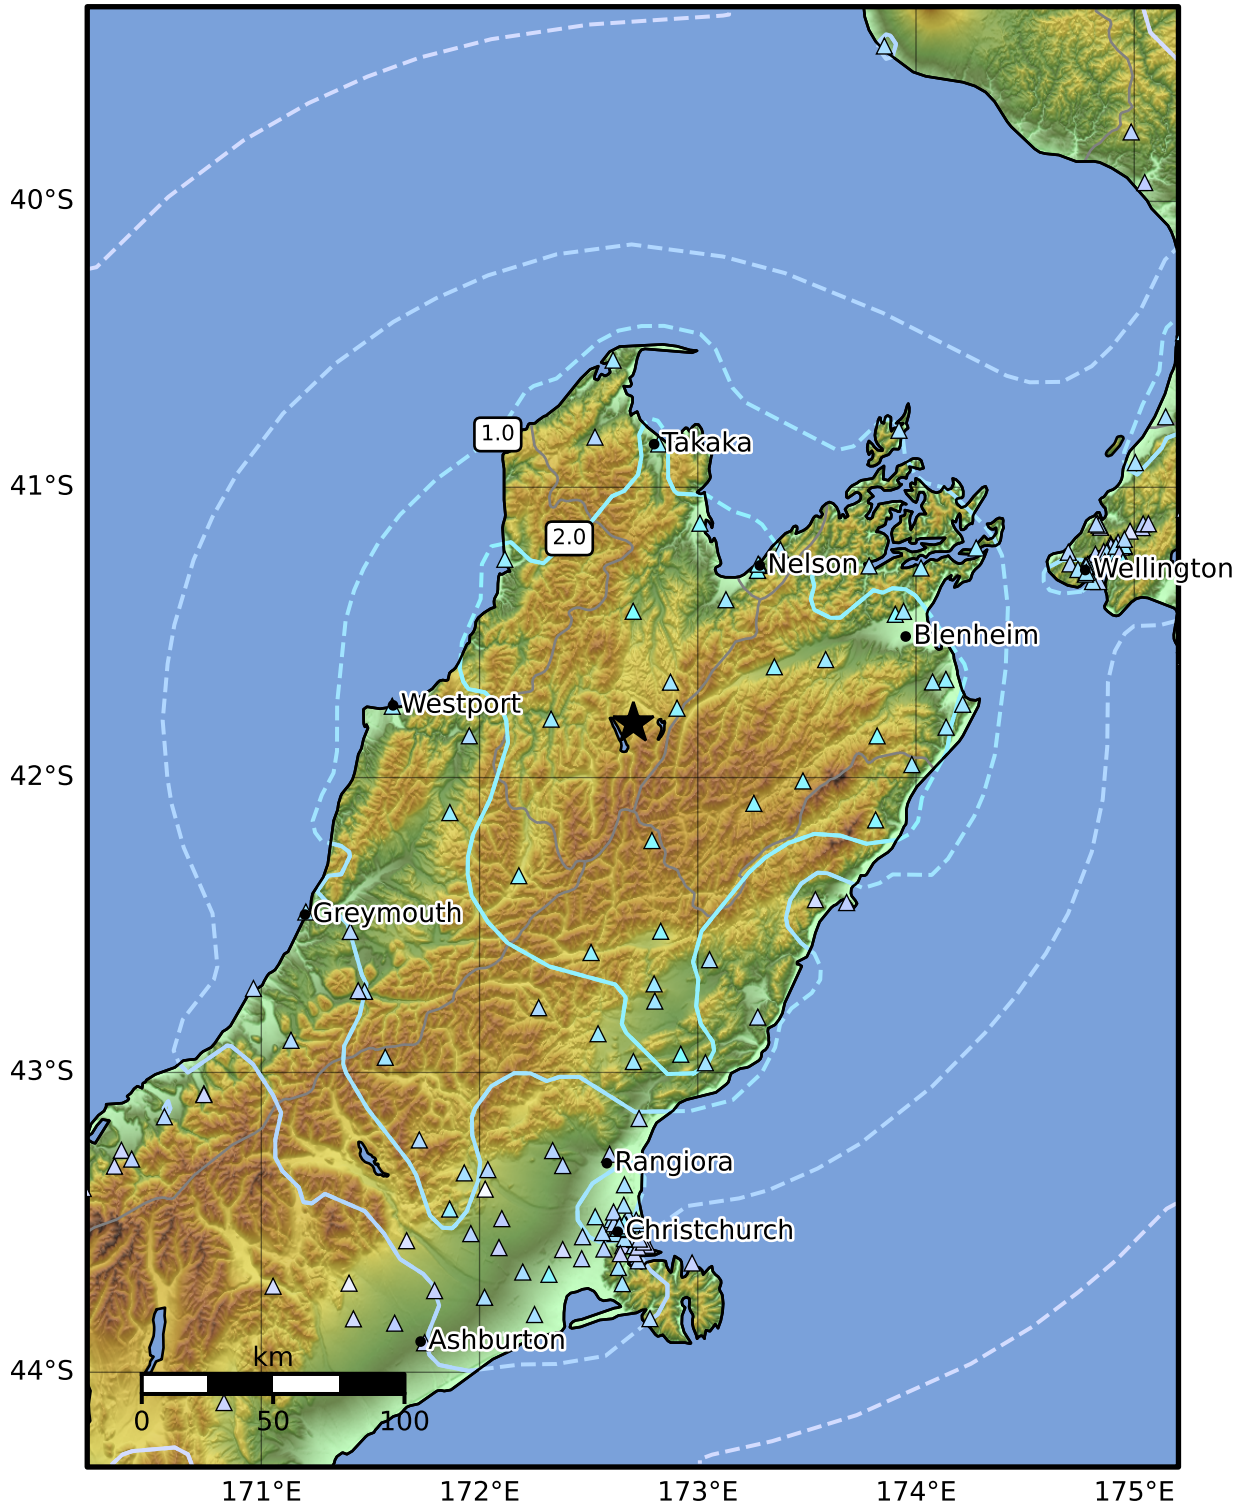 40°S
1.0
Takaka
41°S
2.0
Nelson
Wellington
Blenheim
Westport
42°S
Greymouth
43°S
Rangiora
Christchurch
Ashburton
km
44°S
0
50
100
171°E
172°E
173°E
174°E
175°E